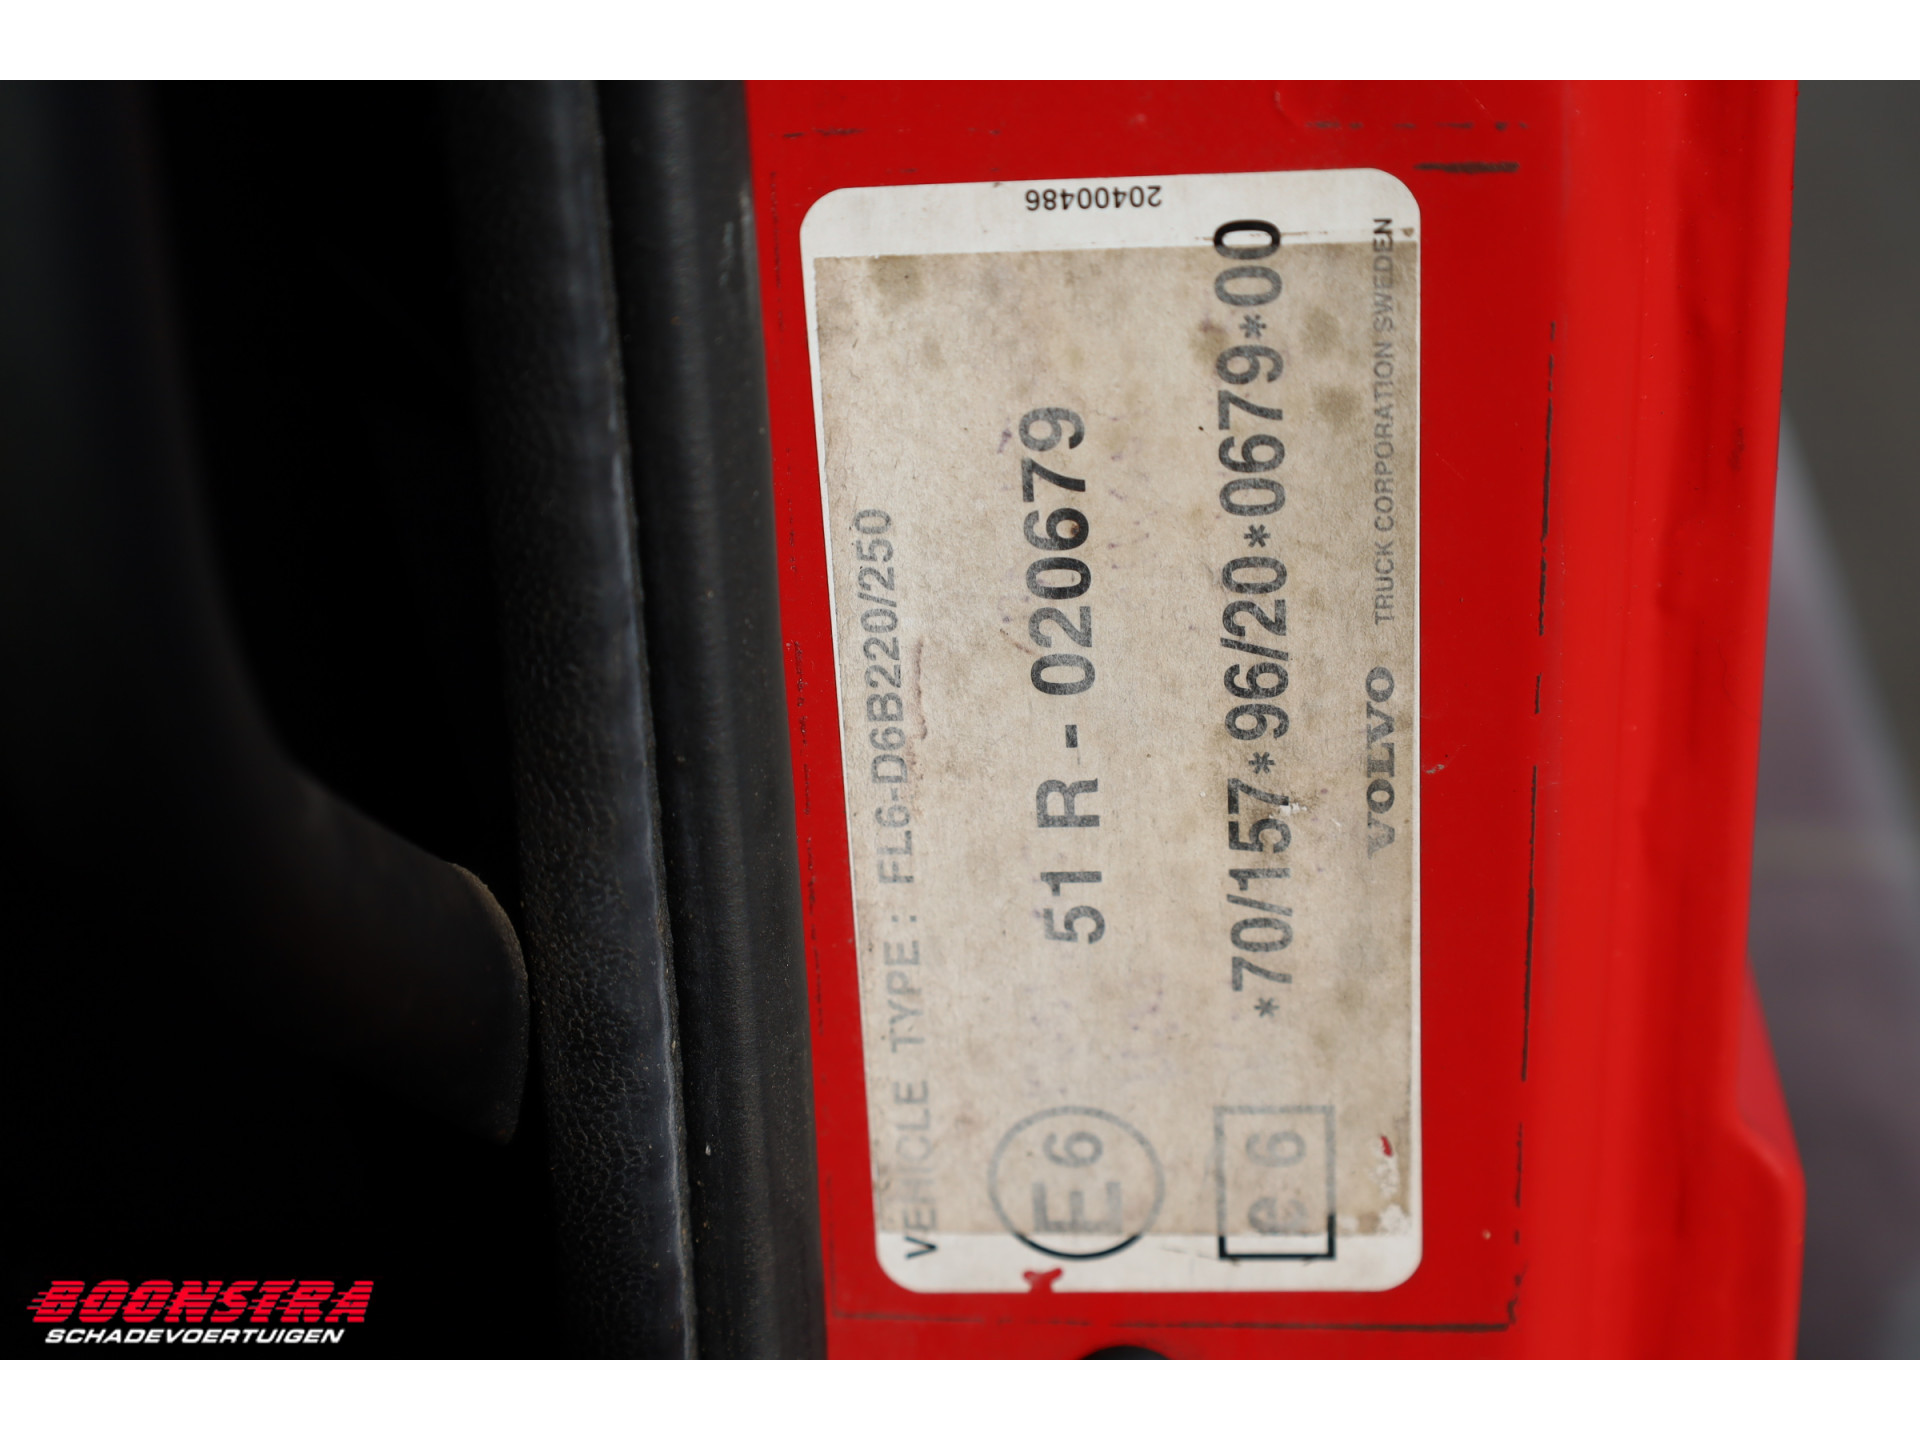 20400486
VEHICLE TYPE: FL6-D6B220/250
E6 51 R - 020679
e6 *70/157*96/20*0679*00
VOLVO TRUCK CORPORATION SWEDEN
BOONSTRA
SCHADEVOERTUIGEN